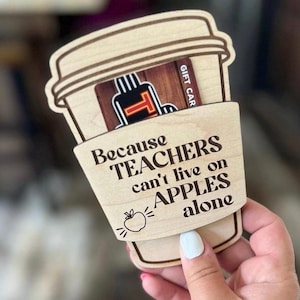 GIFT CAR
T
Because
TEACHERS
can't live on
APPLES
alone